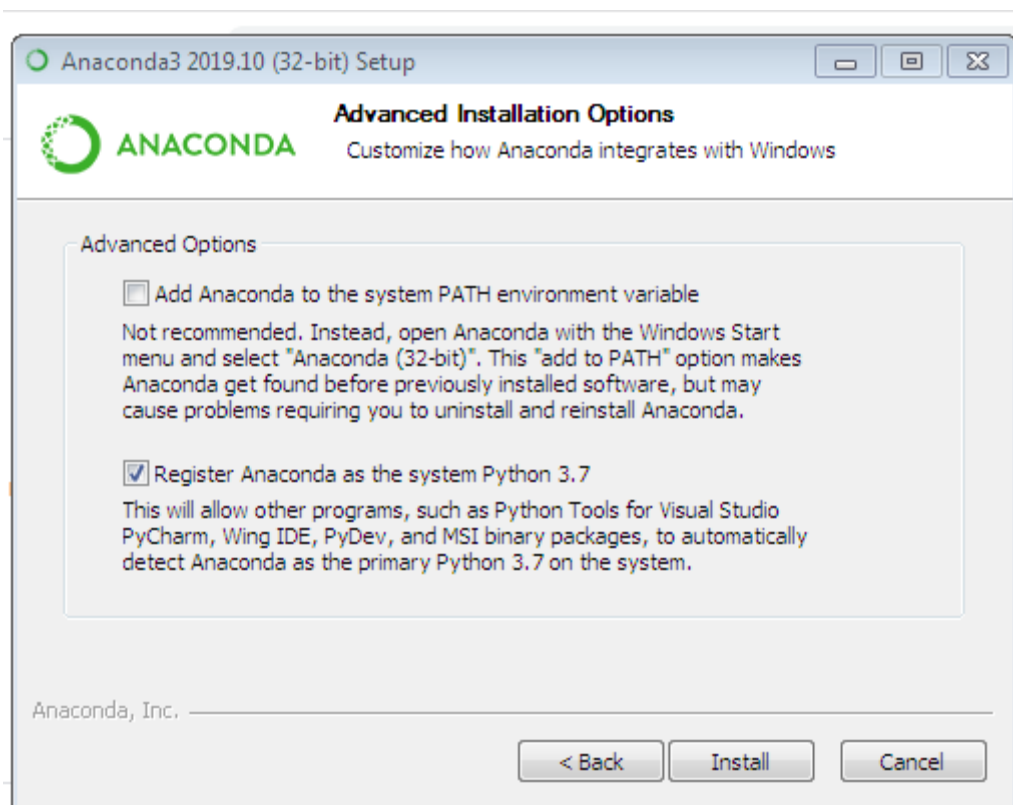 Anaconda3 2019.10 (32-bit) Setup
ANACONDA
Advanced Installation Options
Customize how Anaconda integrates with Windows
Advanced Options
Add Anaconda to the system PATH environment variable
Not recommended. Instead, open Anaconda with the Windows Start
menu and select "Anaconda (32-bit)". This "add to PATH" option makes
Anaconda get found before previously installed software, but may
cause problems requiring you to uninstall and reinstall Anaconda.
Register Anaconda as the system Python 3.7
This will allow other programs, such as Python Tools for Visual Studio
PyCharm, Wing IDE, PyDev, and MSI binary packages, to automatically
detect Anaconda as the primary Python 3.7 on the system.
Anaconda, Inc.
< Back Install Cancel